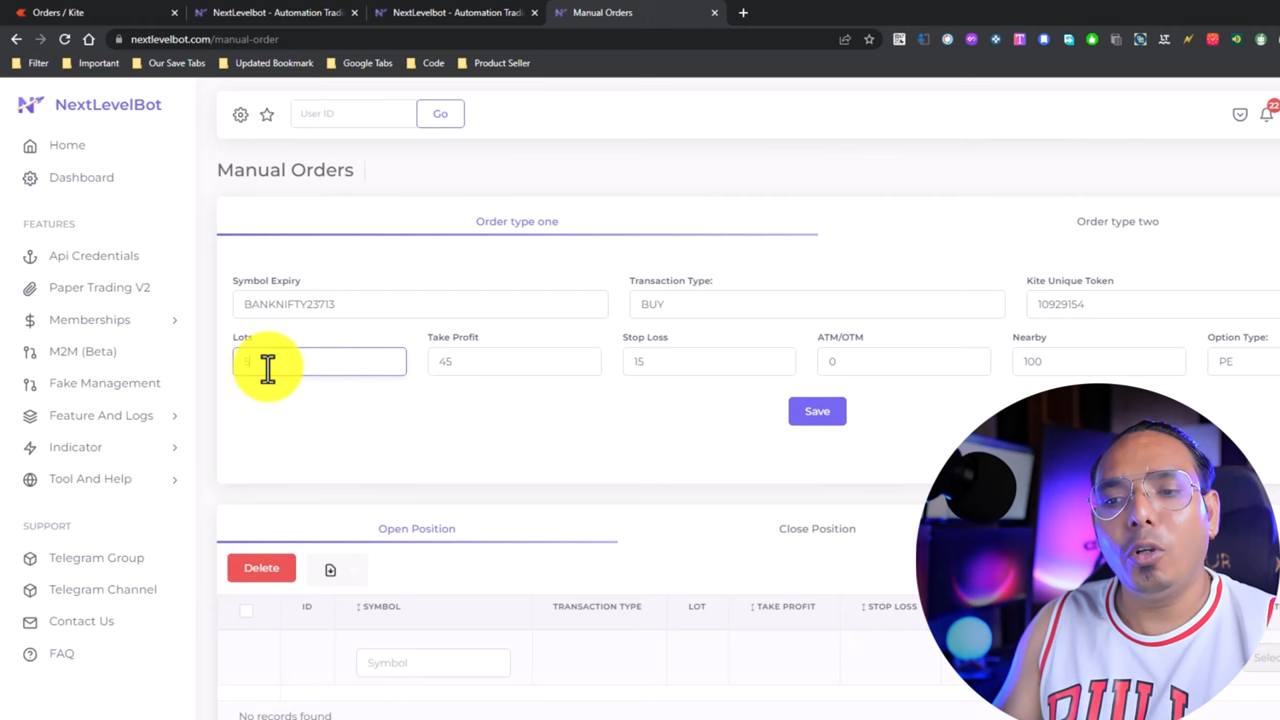 Orders / Kite
NextLevelbot - Automation Tradi
NextLevelbot - Automation Tradi
Manual Orders
nextlevelbot.com/manual-order
Filter
Important
Our Save Tabs
Updated Bookmark
Google Tabs
Code
Product Seller
NextLevelBot
User ID
Go
22
Home
Dashboard
Manual Orders
FEATURES
Api Credentials
Paper Trading V2
Memberships
M2M (Beta)
Fake Management
Feature And Logs
Indicator
Tool And Help
SUPPORT
Telegram Group
Telegram Channel
Contact Us
FAQ
Order type one
Order type two
Symbol Expiry
Transaction Type:
Kite Unique Token
BANKNIFTY23713
BUY
10929154
Lots
Take Profit
Stop Loss
ATM/OTM
Nearby
Option Type:
5
45
15
0
100
PE
Save
Open Position
Close Position
Delete
ID
SYMBOL
TRANSACTION TYPE
LOT
TAKE PROFIT
STOP LOSS
Symbol
No records found